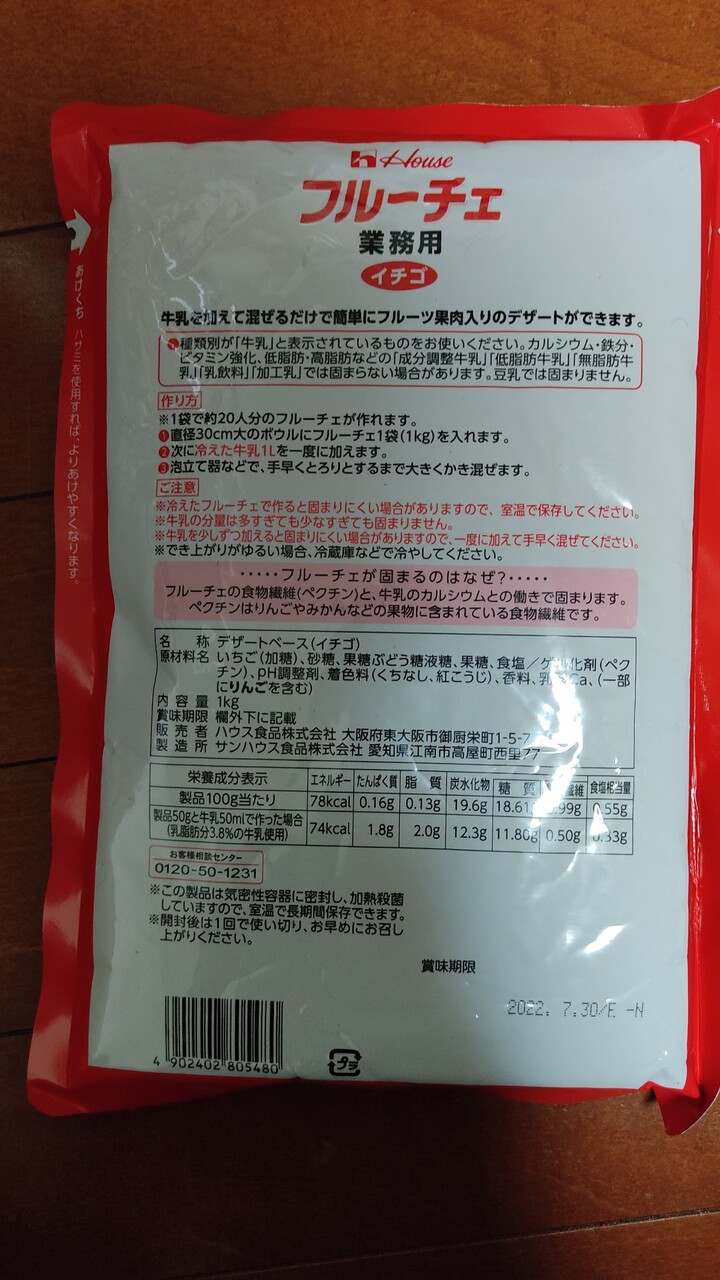 House
フルーチェ
業務用
イチゴ
あけくち ハサミを使用すれば、よりあけやすくなります。
牛乳を加えて混ぜるだけで簡単にフルーツ果肉入りのデザートができます。
種類別が「牛乳」と表示されているものをお使いください。カルシウム・鉄分・
ビタミン強化、低脂肪・高脂肪などの「成分調整牛乳」「低脂肪牛乳」「無脂肪牛
乳」「乳飲料」「加工乳」では固まらない場合があります。豆乳では固まりません。
作り方
※1袋で約20人分のフルーチェが作れます。
❶直径30cm大のボウルにフルーチェ1袋(1kg)を入れます。
❷次に冷えた牛乳1Lを一度に加えます。
❸泡立て器などで、手早くとろりとするまで大きくかき混ぜます。
ご注意
※冷えたフルーチェで作ると固まりにくい場合がありますので、室温で保存してください。
※牛乳の分量は多すぎても少なすぎても固まりません。
※牛乳を少しずつ加えると固まりにくい場合がありますので、一度に加えて手早く混ぜてください。
※でき上がりがゆるい場合、冷蔵庫などで冷やしてください。
・・・・・フルーチェが固まるのはなぜ?・・・・・
フルーチェの食物繊維(ペクチン)と、牛乳のカルシウムとの働きで固まります。
ペクチンはりんごやみかんなどの果物に含まれている食物繊維です。
名称 デザートベース(イチゴ)
原材料名 いちご(加糖)、砂糖、果糖ぶどう糖液糖、果糖、食塩/ゲル化剤(ペク
チン)、pH調整剤、着色料(くちなし、紅こうじ)、香料、乳酸Ca、(一部
にりんごを含む)
内容量 1kg
賞味期限 欄外下に記載
販売者 ハウス食品株式会社 大阪府東大阪市御厨栄町1-5-7
製造所 サンハウス食品株式会社 愛知県江南市高屋町西里77
栄養成分表示 エネルギー たんぱく質 脂質 炭水化物 糖質 繊維 食塩相当量
製品100g当たり 78kcal 0.16g 0.13g 19.6g 18.61g .99g 0.55g
製品50gと牛乳50mlで作った場合
(乳脂肪分3.8%の牛乳使用) 74kcal 1.8g 2.0g 12.3g 11.80g 0.50g 0.33g
お客様相談センター
0120-50-1231
※この製品は気密性容器に密封し、加熱殺菌
していますので、室温で長期間保存できます。
※開封後は1回で使い切り、お早めにお召し
上がりください。
賞味期限
2022. 7.30/E -N
4 902402 805480
プラ